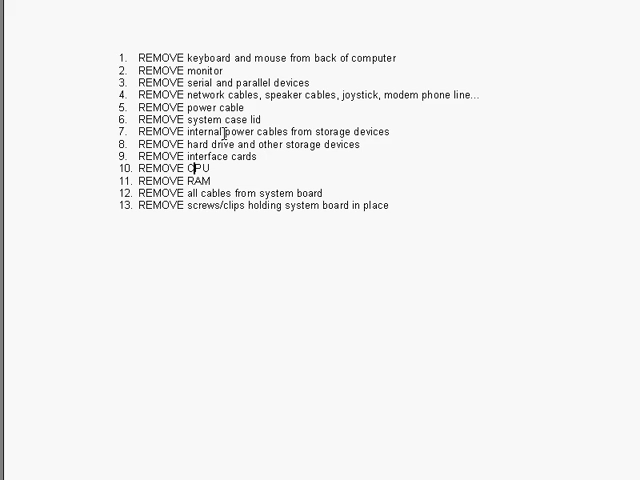 1. REMOVE keyboard and mouse from back of computer
2. REMOVE monitor
3. REMOVE serial and parallel devices
4. REMOVE network cables, speaker cables, joystick, modem phone line...
5. REMOVE power cable
6. REMOVE system case lid
7. REMOVE internal power cables from storage devices
8. REMOVE hard drive and other storage devices
9. REMOVE interface cards
10. REMOVE CPU
11. REMOVE RAM
12. REMOVE all cables from system board
13. REMOVE screws/clips holding system board in place